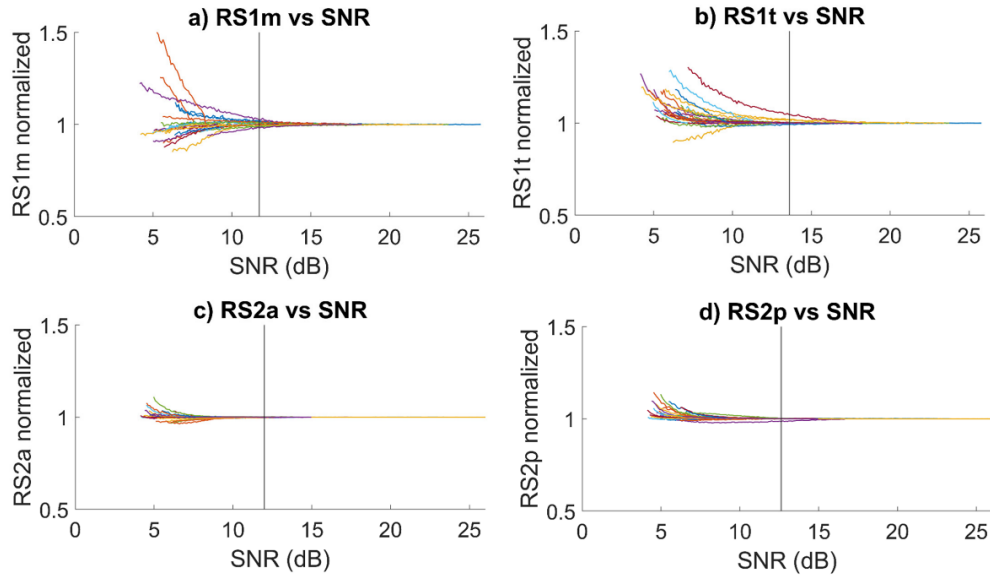 a) RS1m vs SNR
1.5
1
0.5
RS1m normalized
0 5 10 15 20 25
SNR (dB)
b) RS1t vs SNR
1.5
1
0.5
RS1t normalized
0 5 10 15 20 25
SNR (dB)
c) RS2a vs SNR
1.5
1
0.5
RS2a normalized
0 5 10 15 20 25
SNR (dB)
d) RS2p vs SNR
1.5
1
0.5
RS2p normalized
0 5 10 15 20 25
SNR (dB)